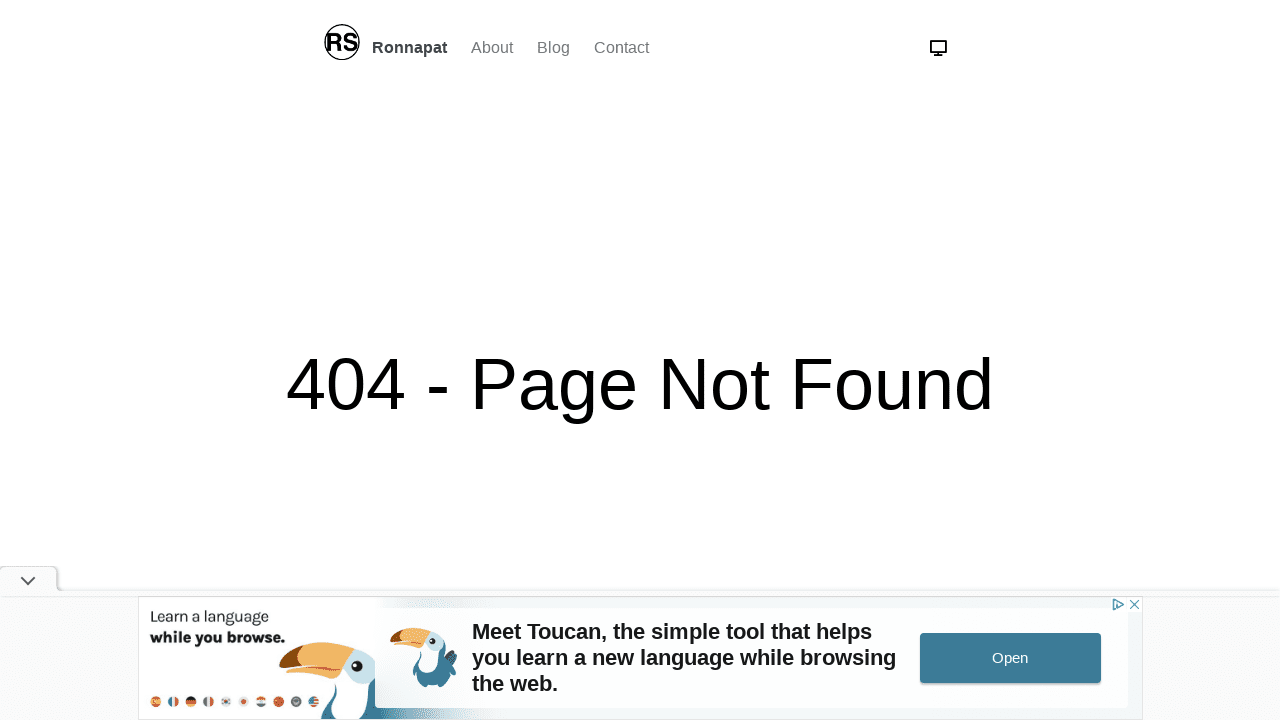 RS Ronnapat About Blog Contact
404 - Page Not Found
Learn a language
while you browse.
Meet Toucan, the simple tool that helps
you learn a new language while browsing
the web.
Open